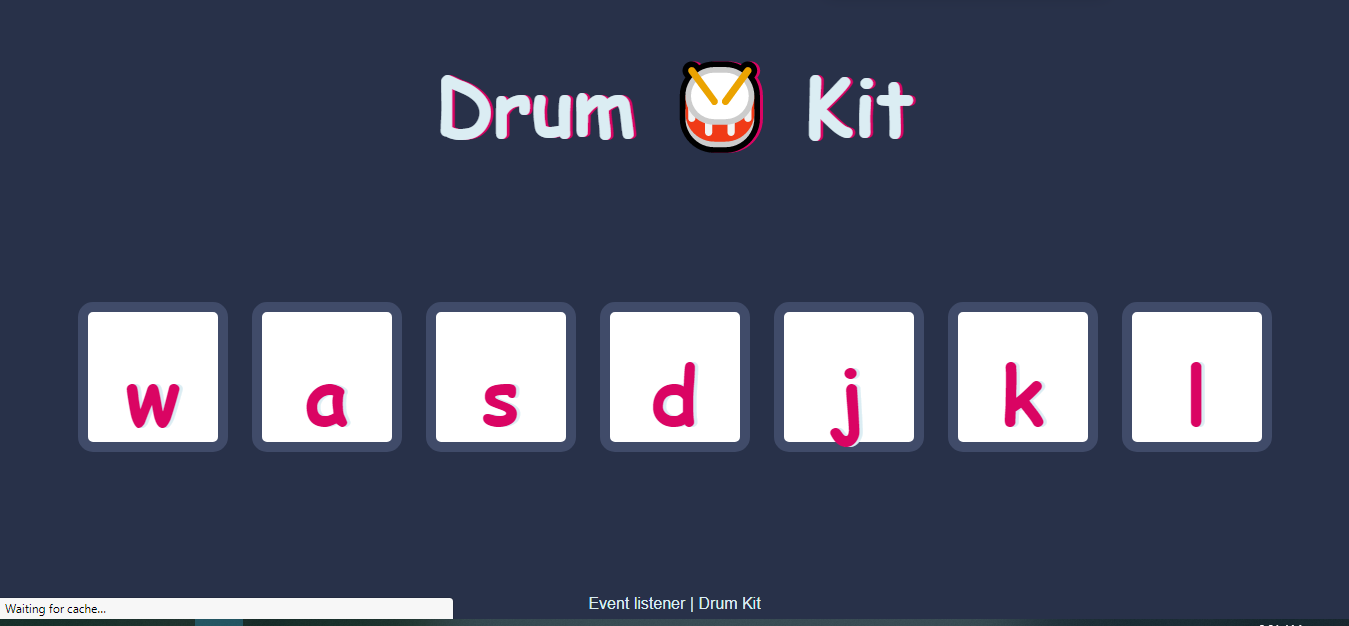 Drum Kit
w a s d j k l
Event listener | Drum Kit
Waiting for cache...